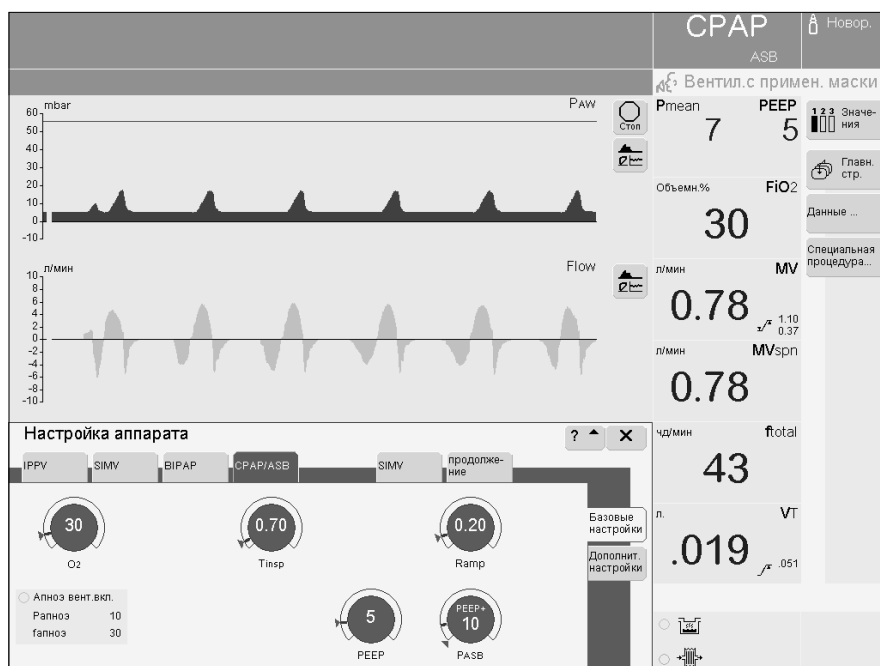 CPAP
ASB
Новор.
Вентил.с примен. маски
mbar
Paw
60
50
40
30
20
10
0
-10
Стоп
л/мин
Flow
10
8
6
4
2
0
-2
-4
-6
-8
-10
Pmean
7
PEEP
5
Объемн.%
FiO2
30
л/мин
MV
0.78
1.10
0.37
л/мин
MVspn
0.78
чд/мин
ftotal
43
л.
VT
.019
.051
1 2 3
Значе-
ния
Главн.
стр.
Данные ...
Специальная
процедура...
Настройка аппарата
?
IPPV
SIMV
BIPAP
CPAP/ASB
SIMV
продолже-
ние
30
O2
0.70
Tinsp
0.20
Ramp
Базовые
настройки
Дополнит.
настройки
Апноэ вент.вкл.
Pапноэ 10
fапноэ 30
5
PEEP
PEEP+
10
PASB